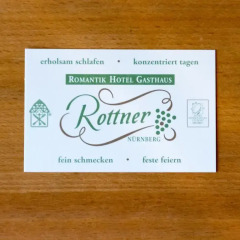 erholsam schlafen • konzentriert tagen
ROMANTIK HOTEL GASTHAUS
Rottner
NÜRNBERG
fein schmecken • feste feiern